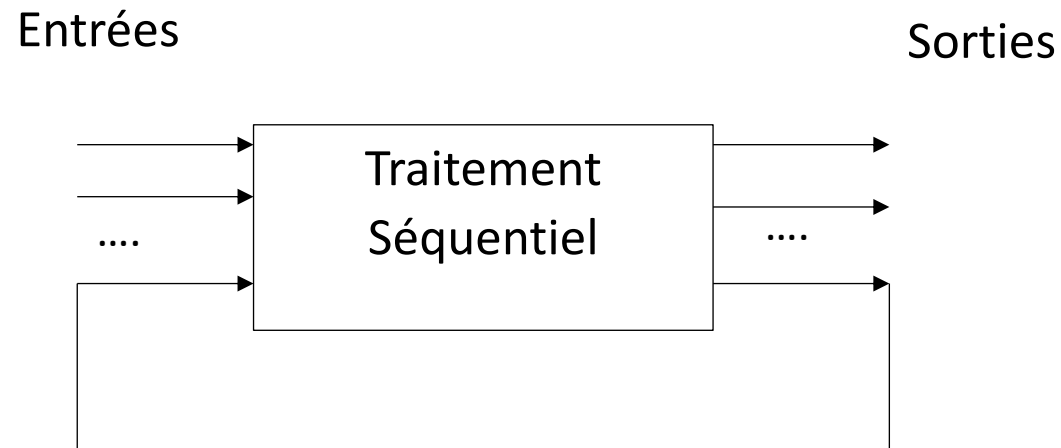 Entrées
Sorties
Traitement
Séquentiel
....
....